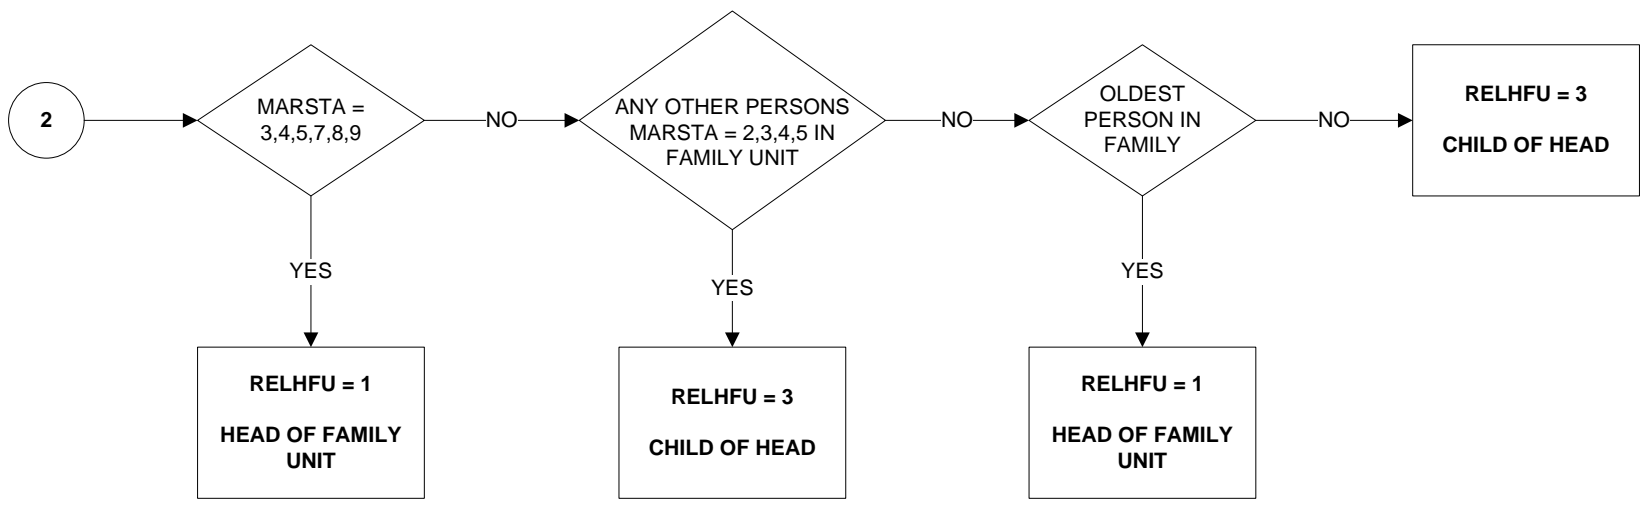 2
MARSTA =
3,4,5,7,8,9
NO
ANY OTHER PERSONS
MARSTA = 2,3,4,5 IN
FAMILY UNIT
NO
OLDEST
PERSON IN
FAMILY
NO
RELHFU = 3
CHILD OF HEAD
YES
YES
YES
RELHFU = 1
HEAD OF FAMILY
UNIT
RELHFU = 3
CHILD OF HEAD
RELHFU = 1
HEAD OF FAMILY
UNIT